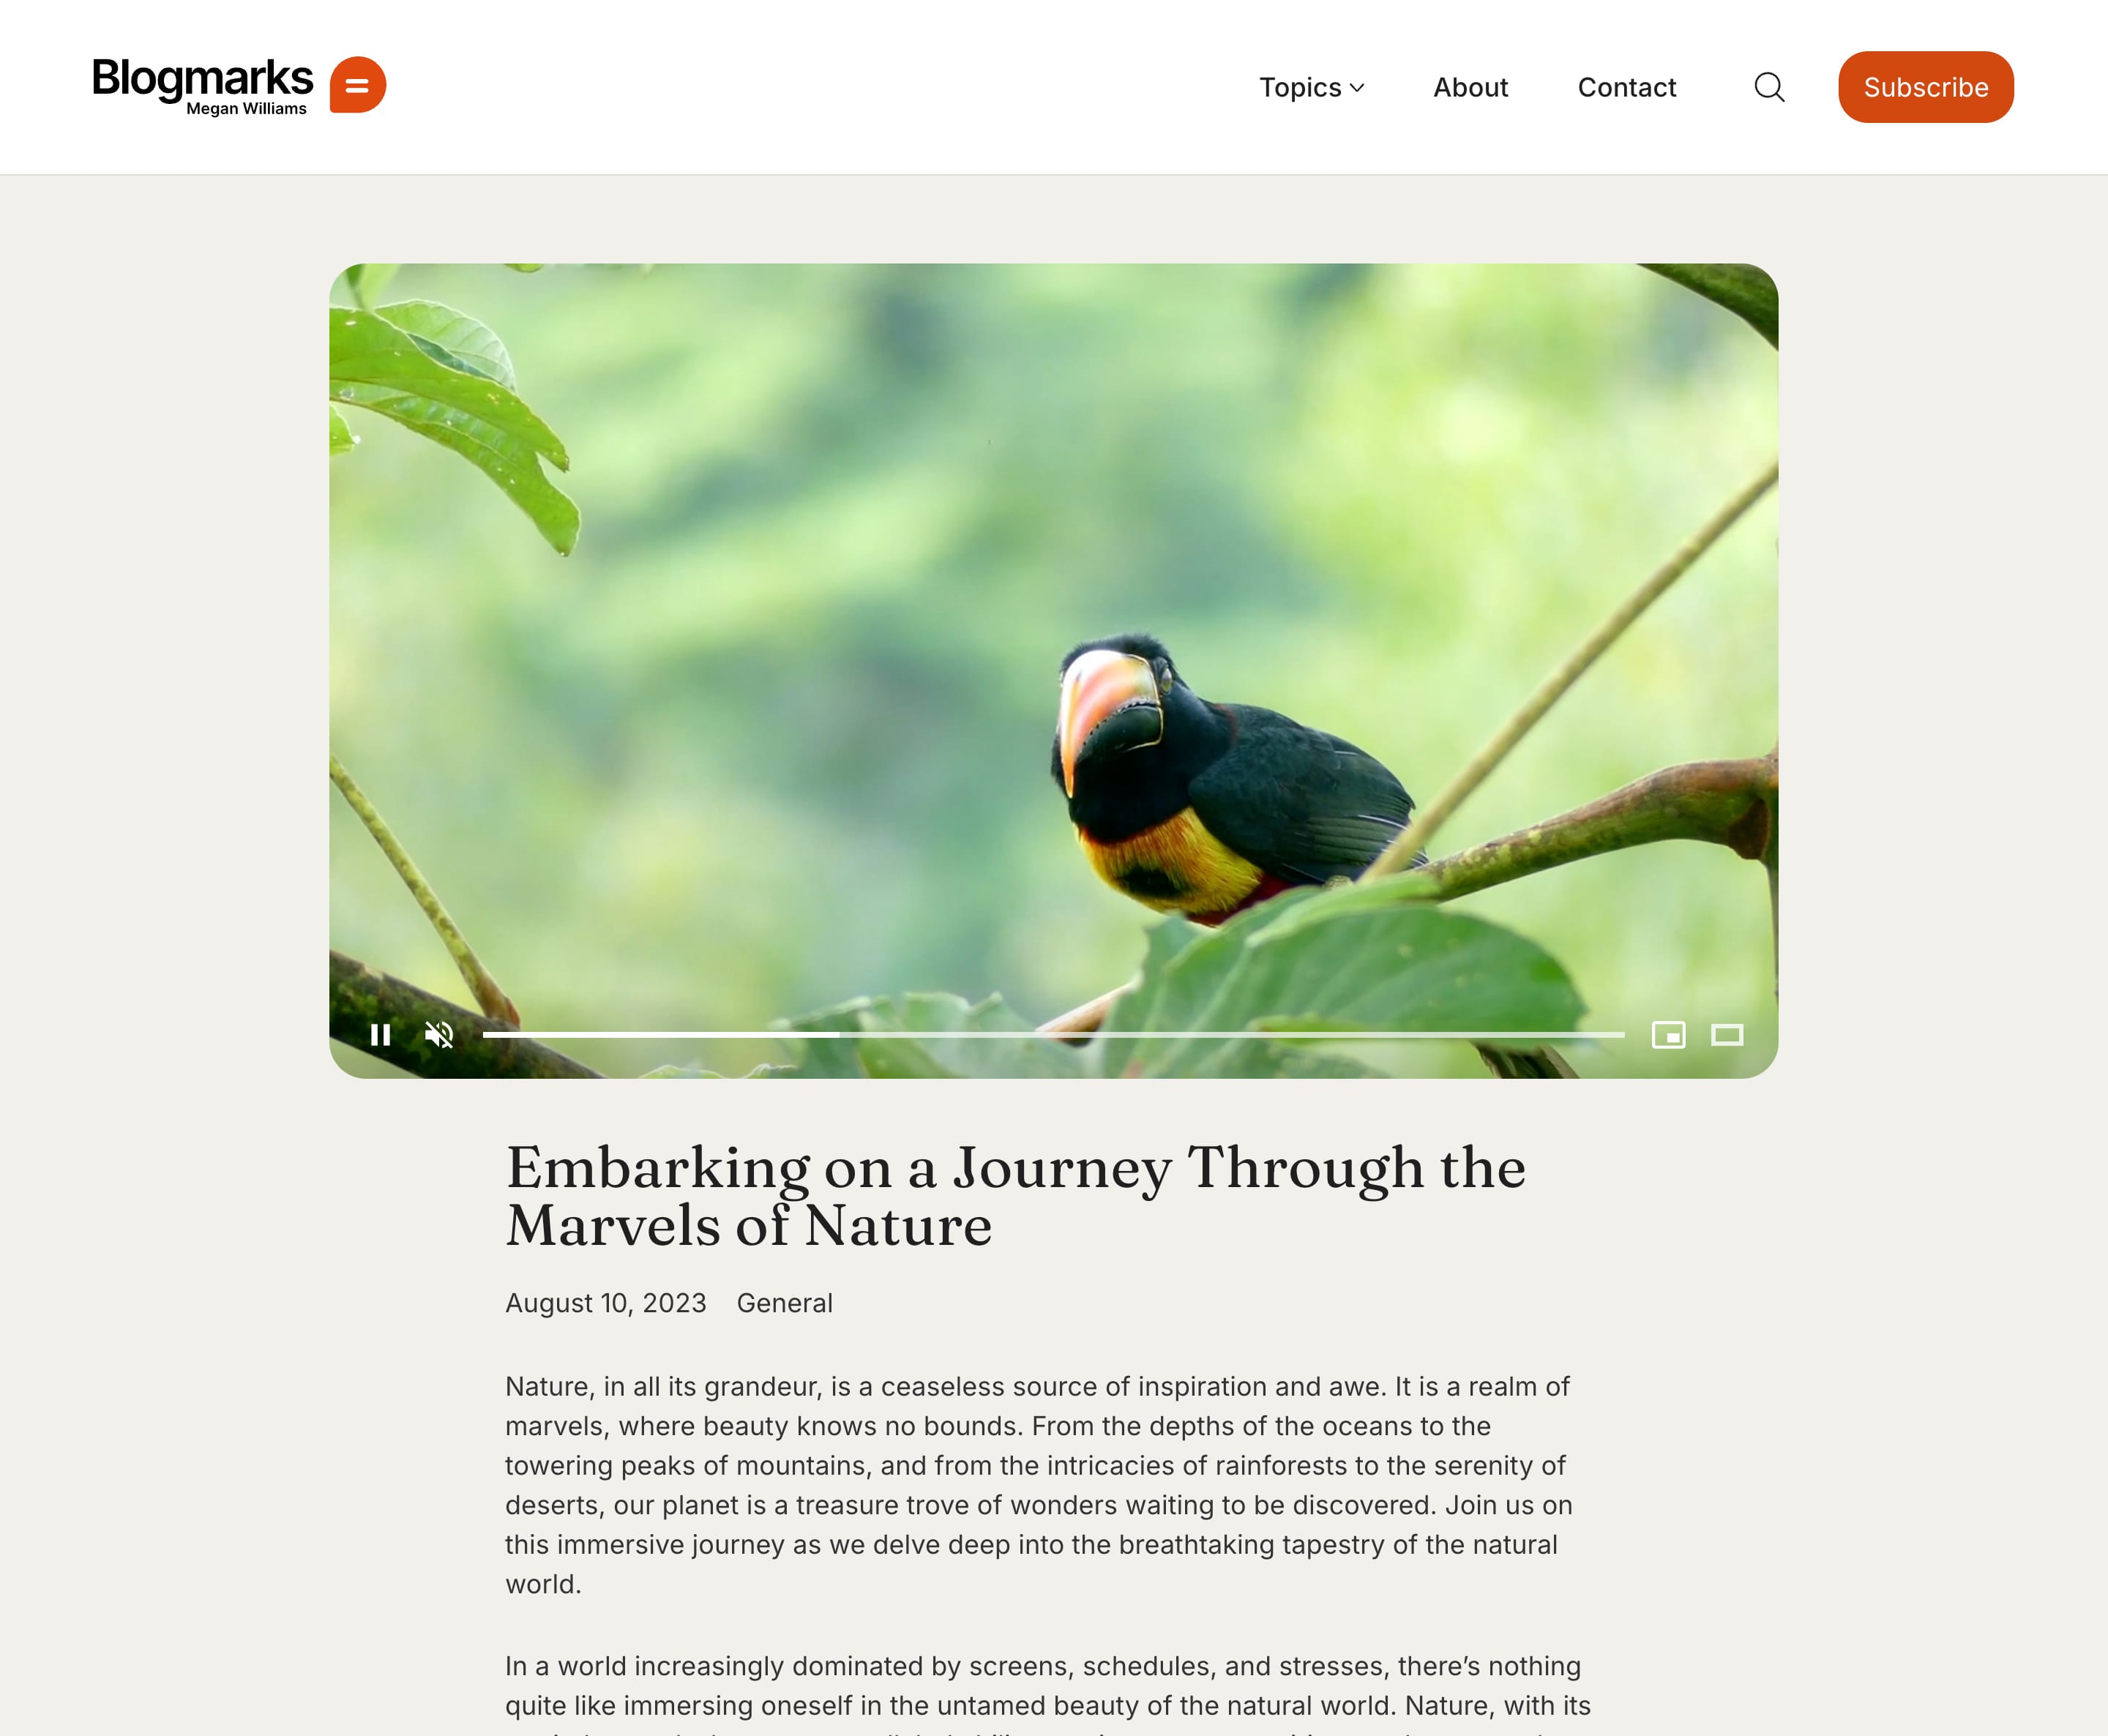 Blogmarks
Megan Williams
Topics
About
Contact
Subscribe
Embarking on a Journey Through the
Marvels of Nature
August 10, 2023 General
Nature, in all its grandeur, is a ceaseless source of inspiration and awe. It is a realm of
marvels, where beauty knows no bounds. From the depths of the oceans to the
towering peaks of mountains, and from the intricacies of rainforests to the serenity of
deserts, our planet is a treasure trove of wonders waiting to be discovered. Join us on
this immersive journey as we delve deep into the breathtaking tapestry of the natural
world.
In a world increasingly dominated by screens, schedules, and stresses, there’s nothing
quite like immersing oneself in the untamed beauty of the natural world. Nature, with its